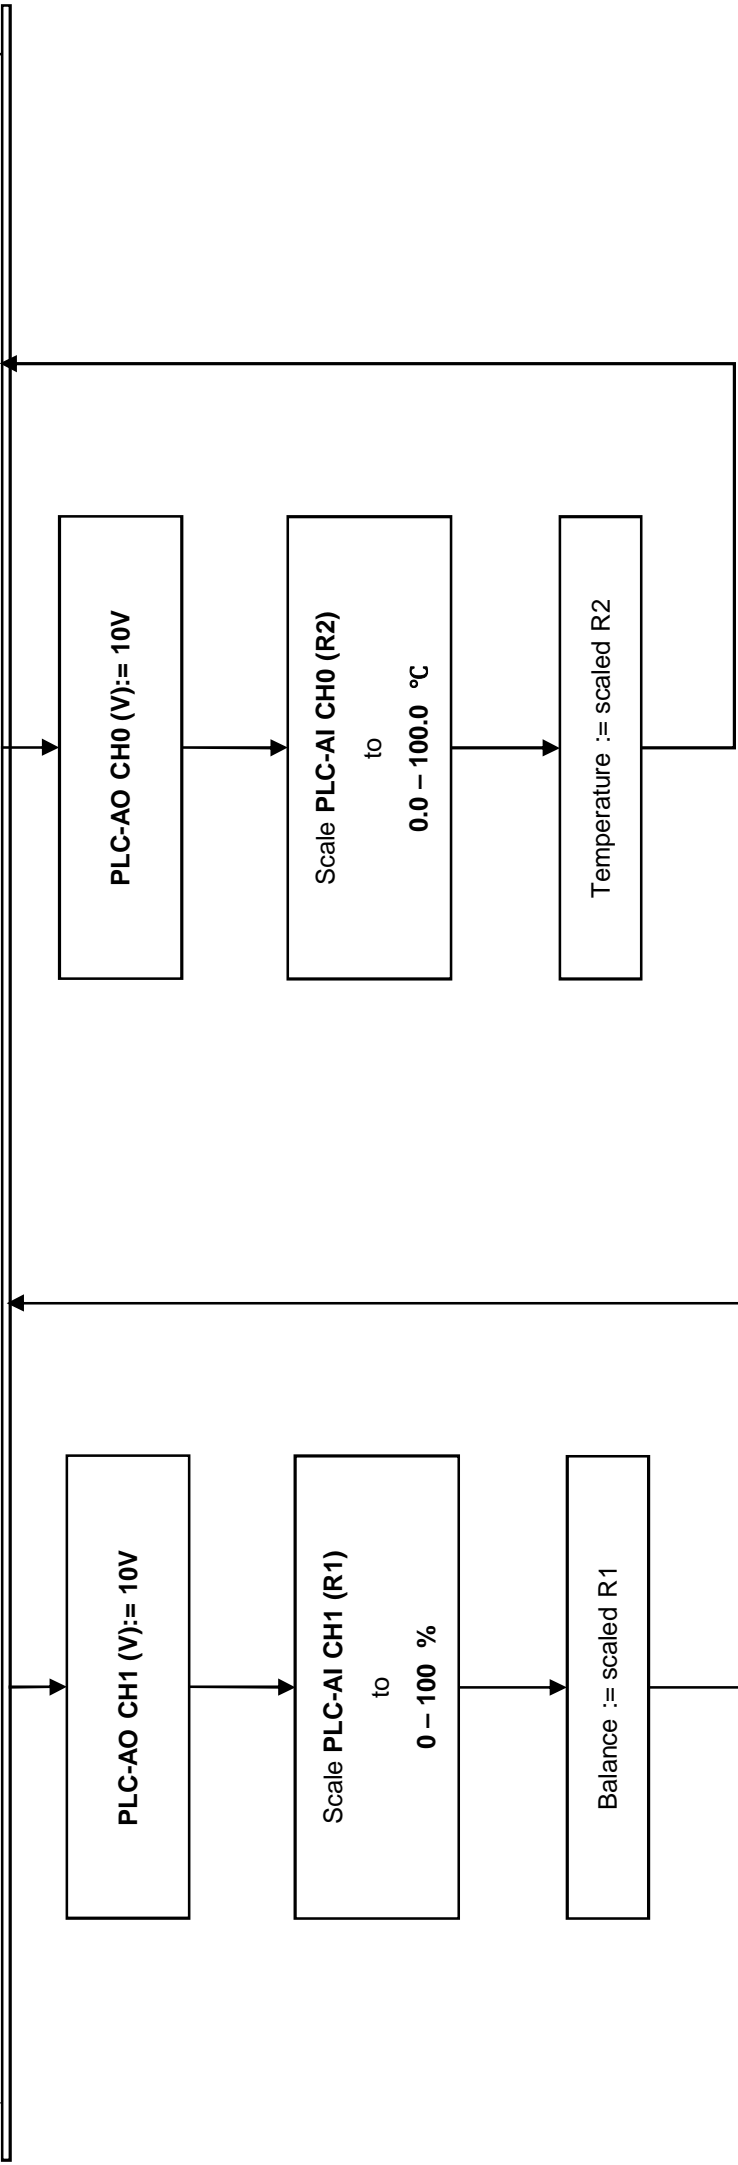 PLC-AO CH1 (V):= 10V
Scale PLC-AI CH1 (R1)
to
0 – 100 %
Balance := scaled R1
PLC-AO CH0 (V):= 10V
Scale PLC-AI CH0 (R2)
to
0.0 – 100.0 °C
Temperature := scaled R2